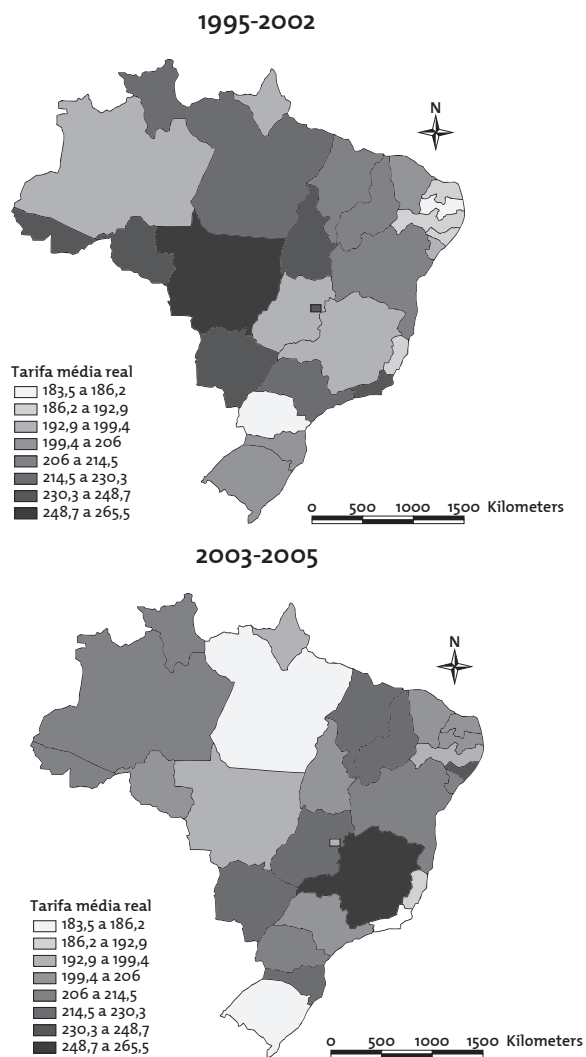 1995-2002
N
Tarifa média real
183,5 a 186,2
186,2 a 192,9
192,9 a 199,4
199,4 a 206
206 a 214,5
214,5 a 230,3
230,3 a 248,7
248,7 a 265,5
0 500 1000 1500 Kilometers
2003-2005
N
Tarifa média real
183,5 a 186,2
186,2 a 192,9
192,9 a 199,4
199,4 a 206
206 a 214,5
214,5 a 230,3
230,3 a 248,7
248,7 a 265,5
0 500 1000 1500 Kilometers